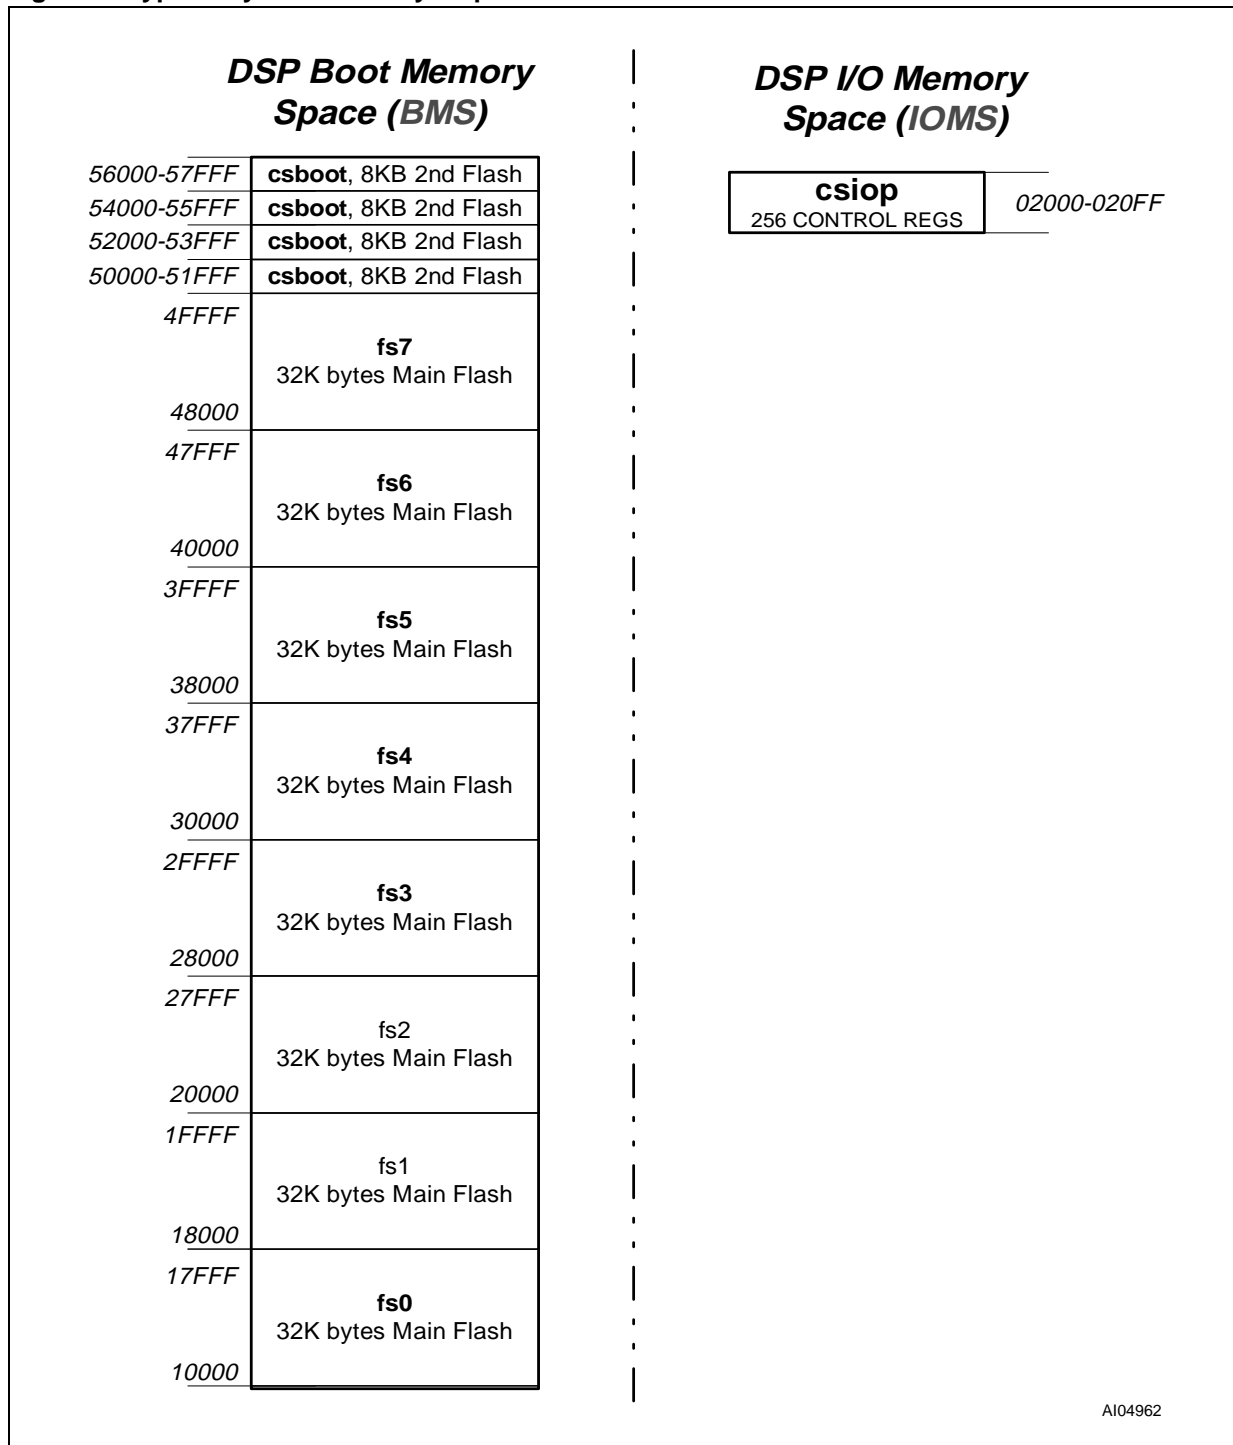 DSP Boot Memory
Space (BMS)
56000-57FFF csboot, 8KB 2nd Flash
54000-55FFF csboot, 8KB 2nd Flash
52000-53FFF csboot, 8KB 2nd Flash
50000-51FFF csboot, 8KB 2nd Flash
4FFFF
fs7
32K bytes Main Flash
48000
47FFF
fs6
32K bytes Main Flash
40000
3FFFF
fs5
32K bytes Main Flash
38000
37FFF
fs4
32K bytes Main Flash
30000
2FFFF
fs3
32K bytes Main Flash
28000
27FFF
fs2
32K bytes Main Flash
20000
1FFFF
fs1
32K bytes Main Flash
18000
17FFF
fs0
32K bytes Main Flash
10000
DSP I/O Memory
Space (IOMS)
csiop
256 CONTROL REGS
02000-020FF
AI04962